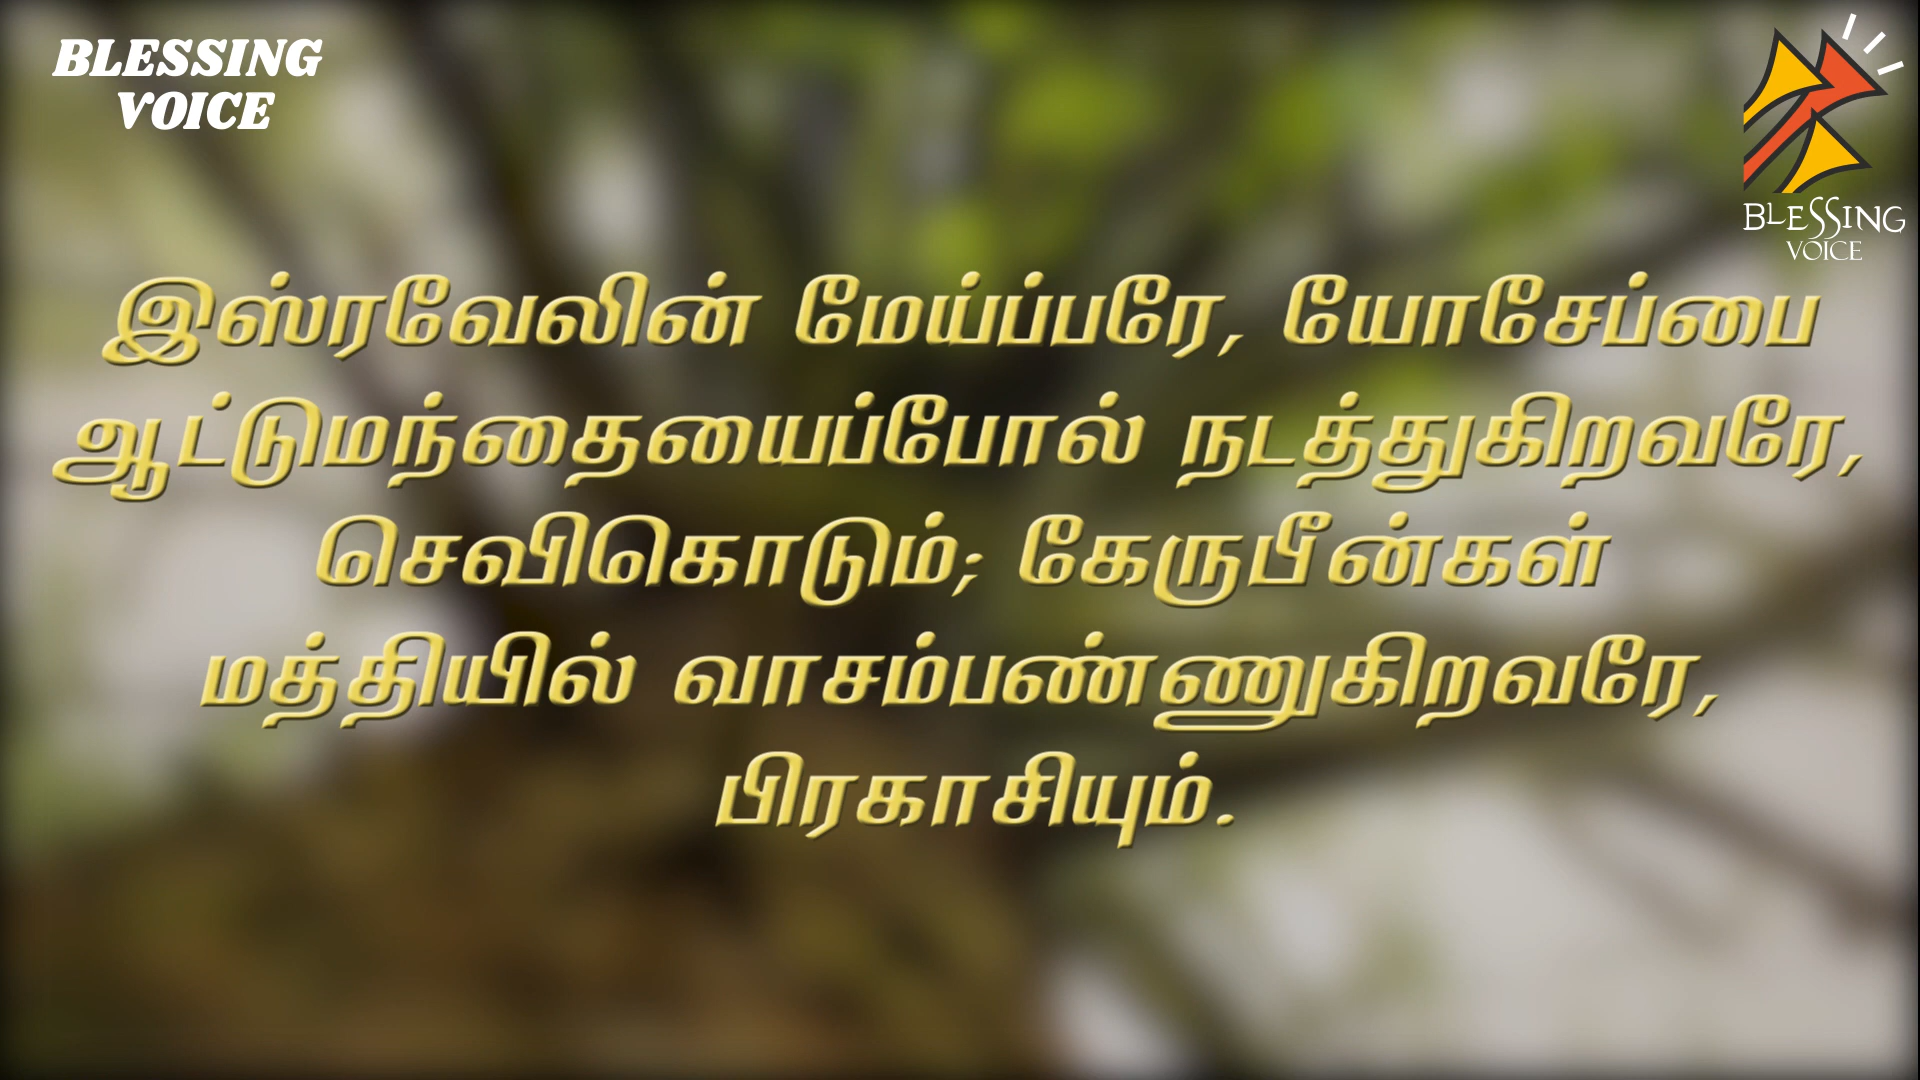 BLESSING
VOICE
BLESSING
VOICE
இஸ்ரவேலின் மேய்ப்பரே, யோசேப்பை
ஆட்டுமந்தையைப்போல் நடத்துகிறவரே,
செவிகொடும்; கேருபீன்கள்
மத்தியில் வாசம்பண்ணுகிறவரே,
பிரகாசியும்.